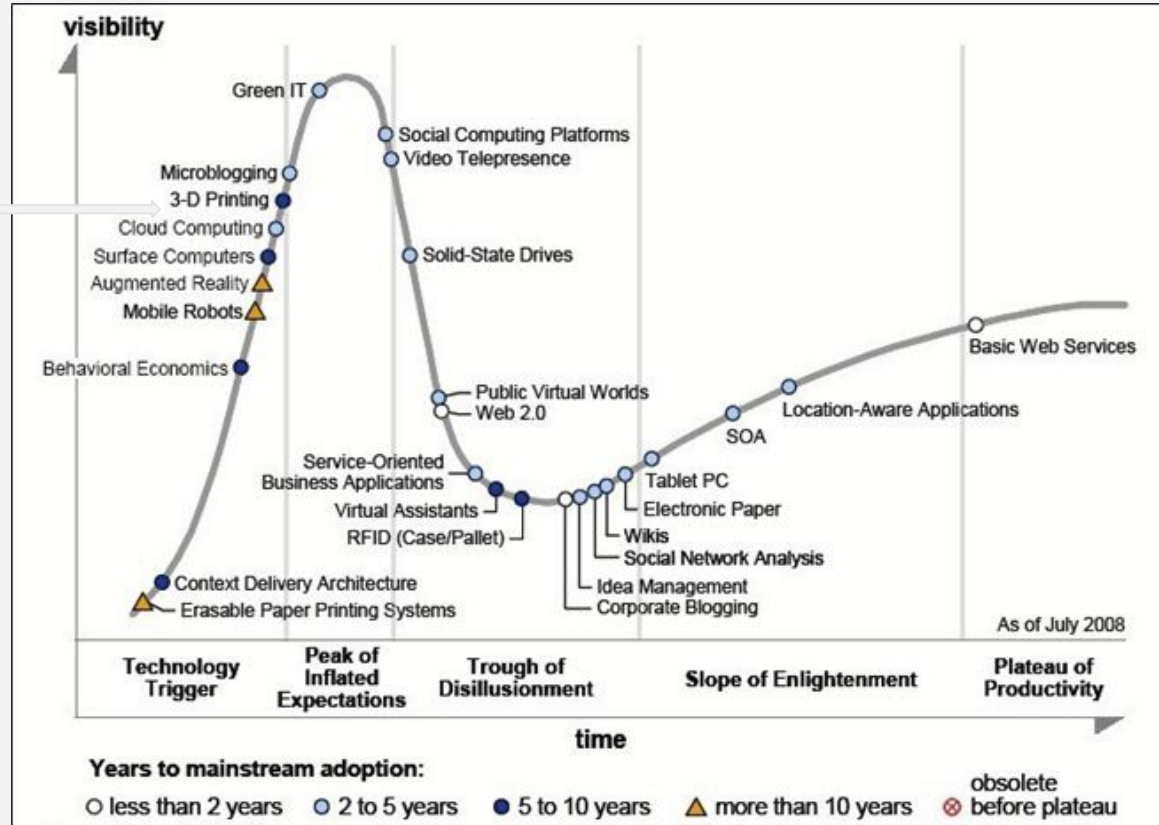 visibility
Green IT
Social Computing Platforms
Video Telepresence
Microblogging
3-D Printing
Cloud Computing
Surface Computers
Solid-State Drives
Augmented Reality
Mobile Robots
Basic Web Services
Behavioral Economics
Public Virtual Worlds
Web 2.0
Location-Aware Applications
SOA
Service-Oriented
Business Applications
Tablet PC
Virtual Assistants
Electronic Paper
RFID (Case/Pallet)
Wikis
Social Network Analysis
Context Delivery Architecture
Idea Management
Erasable Paper Printing Systems
Corporate Blogging
As of July 2008
Technology
Trigger
Peak of
Inflated
Expectations
Trough of
Disillusionment
Slope of Enlightenment
Plateau of
Productivity
time
Years to mainstream adoption:
less than 2 years
2 to 5 years
5 to 10 years
more than 10 years
obsolete
before plateau